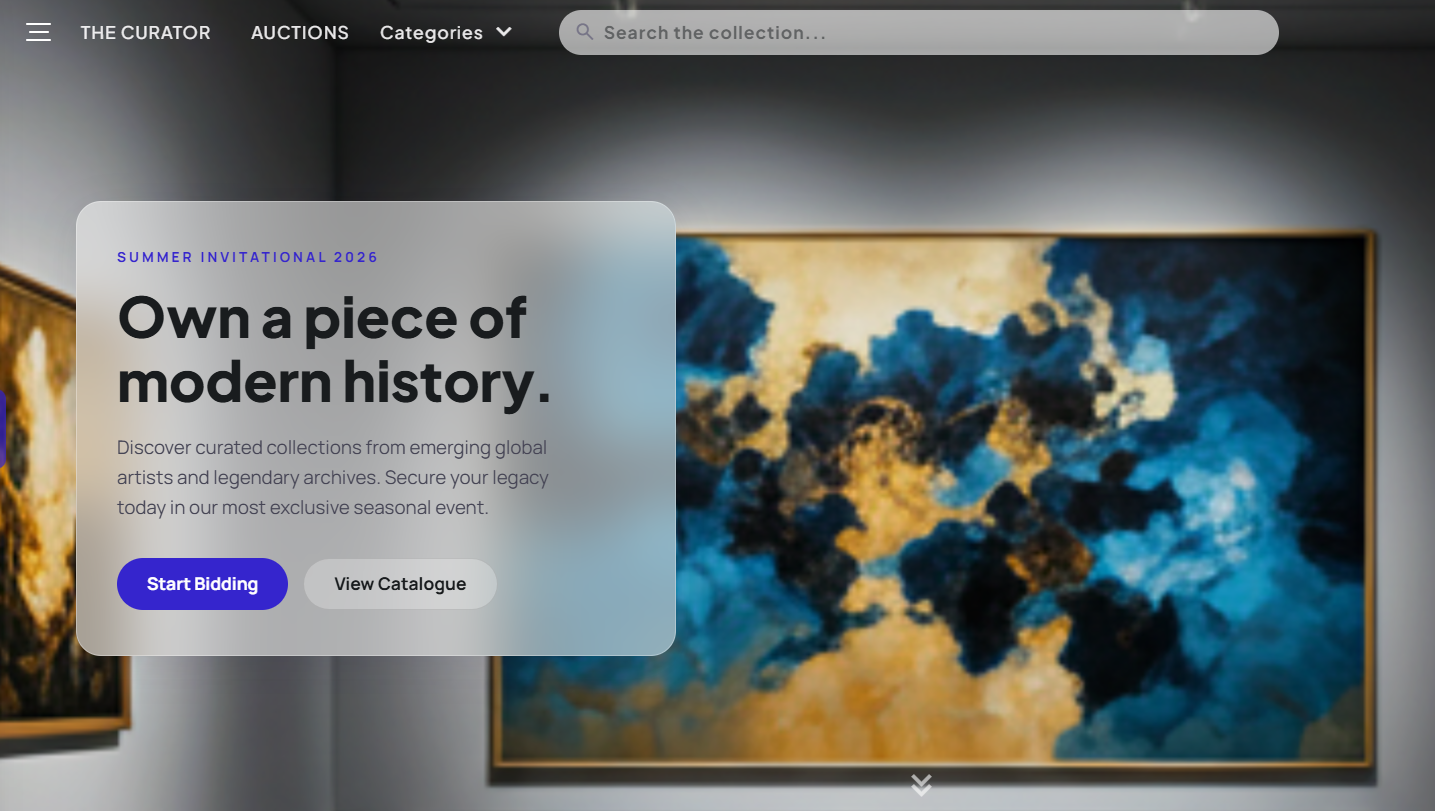 THE CURATOR
AUCTIONS
Categories
Search the collection...
SUMMER INVITATIONAL 2026
Own a piece of
modern history.
Discover curated collections from emerging global
artists and legendary archives. Secure your legacy
today in our most exclusive seasonal event.
Start Bidding
View Catalogue